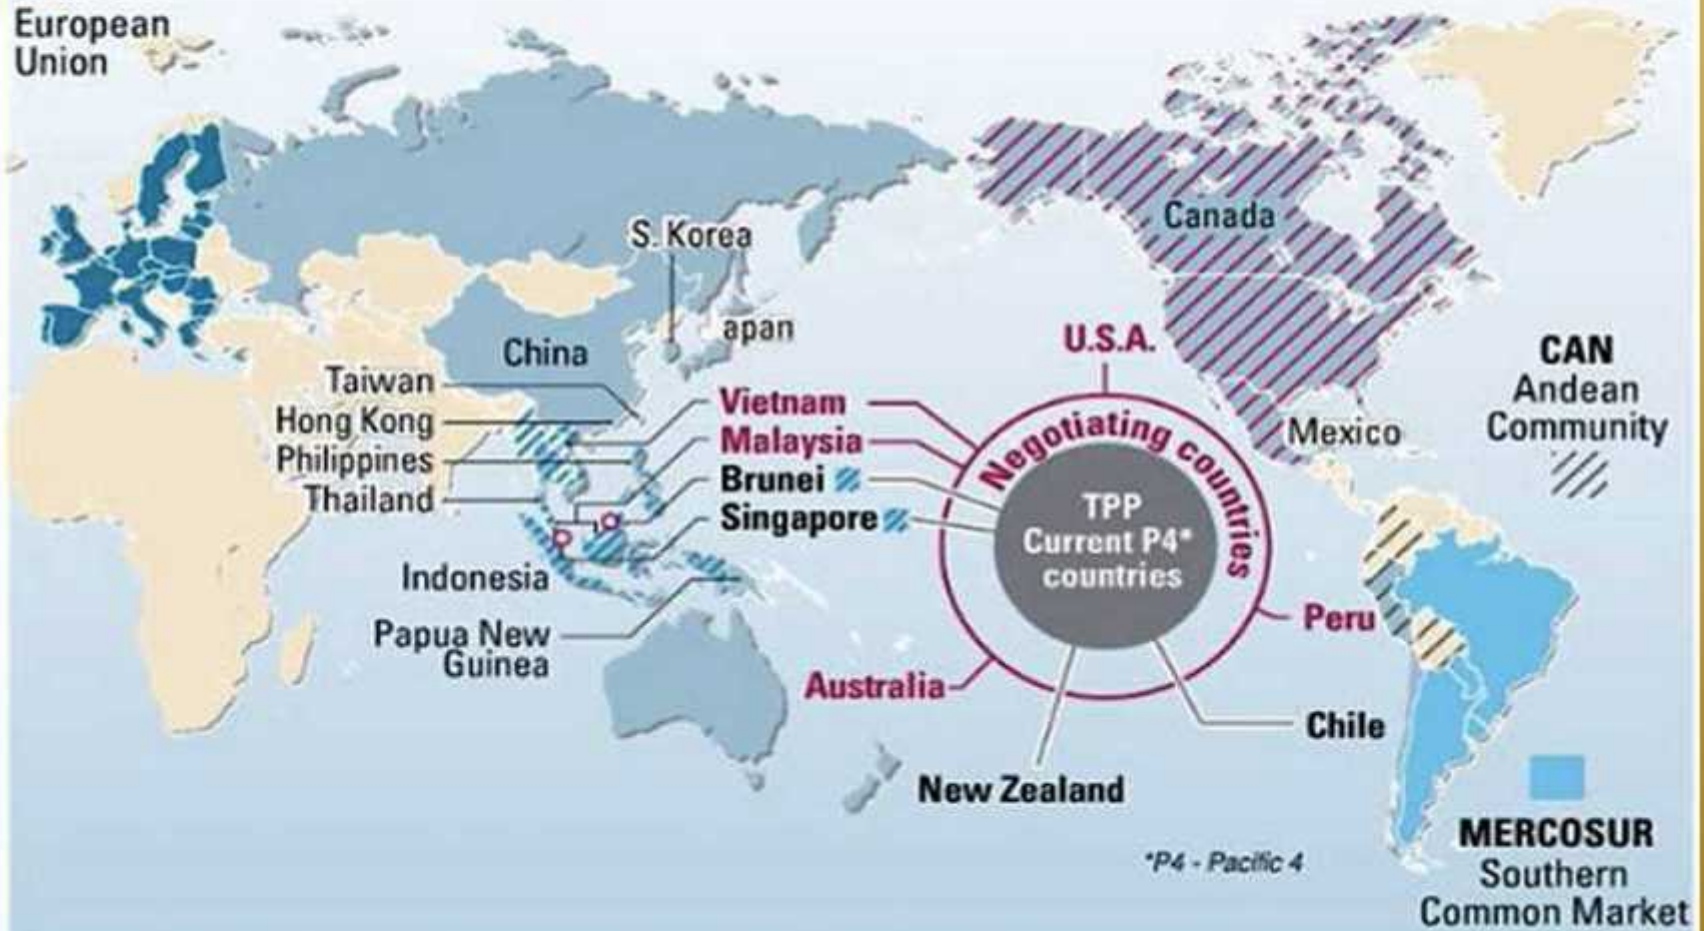 European
Union
S. Korea
apan
China
Taiwan
Hong Kong
Philippines
Thailand
Indonesia
Papua New
Guinea
Vietnam
Malaysia
Brunei
Singapore
Australia
New Zealand
U.S.A.
Negotiating countries
TPP
Current P4*
countries
Peru
Chile
Canada
Mexico
CAN
Andean
Community
MERCOSUR
Southern
Common Market
*P4 - Pacific 4